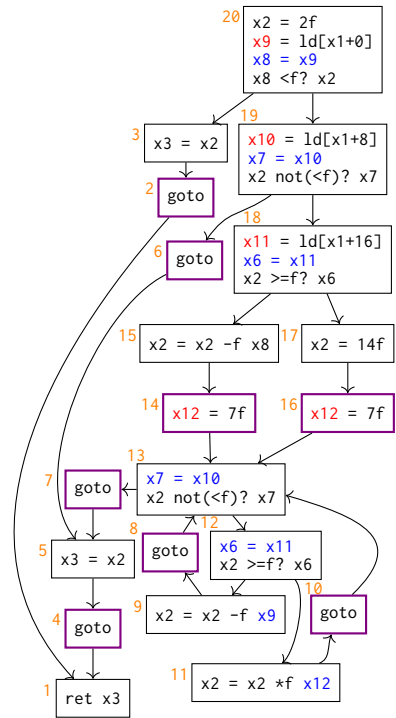 20
x2 = 2f
x9 = ld[x1+0]
x8 = x9
x8 <f? x2
19
x10 = ld[x1+8]
x7 = x10
x2 not(<f)? x7
3
x3 = x2
2
goto
18
x11 = ld[x1+16]
x6 = x11
x2 >=f? x6
6
goto
15
x2 = x2 -f x8
17
x2 = 14f
14
x12 = 7f
16
x12 = 7f
13
x7 = x10
x2 not(<f)? x7
7
goto
12
x6 = x11
x2 >=f? x6
8
goto
5
x3 = x2
10
goto
9
x2 = x2 -f x9
4
goto
11
x2 = x2 *f x12
1
ret x3